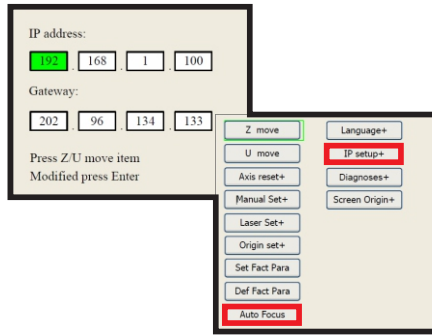 IP address:
192 . 168 . 1 . 100
Gateway:
202 . 96 . 134 . 133
Press Z/U move item
Modified press Enter
Z move
U move
Axis reset+
Manual Set+
Laser Set+
Origin set+
Set Fact Para
Def Fact Para
Auto Focus
Language+
IP setup+
Diagnoses+
Screen Origin+